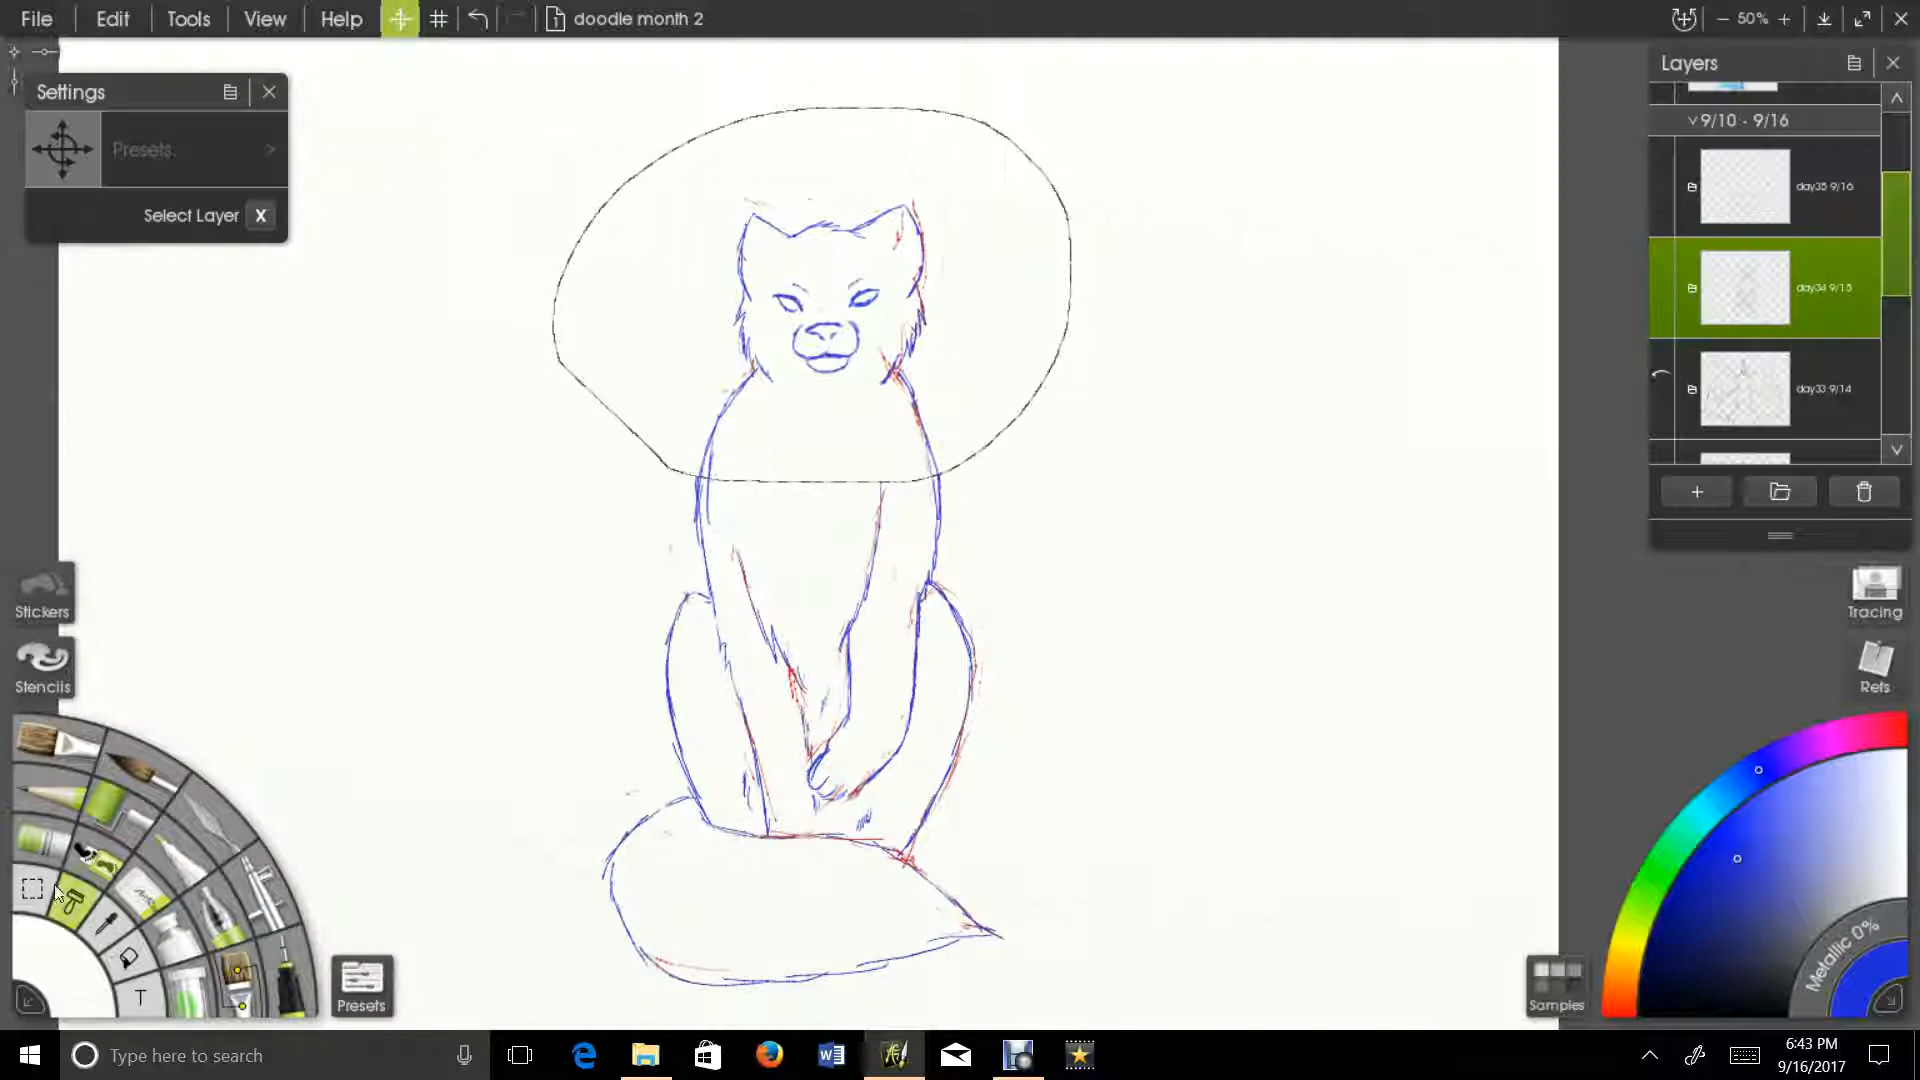 File Edit Tools View Help doodle month 2 50%
Settings
Presets
Select Layer X
Layers
9/10 - 9/16
day35 9/16
day34 9/15
day33 9/14
Stickers
Stencils
Tracing
Refs
Metallic 0%
T
Presets
Samples
Type here to search
6:43 PM
9/16/2017